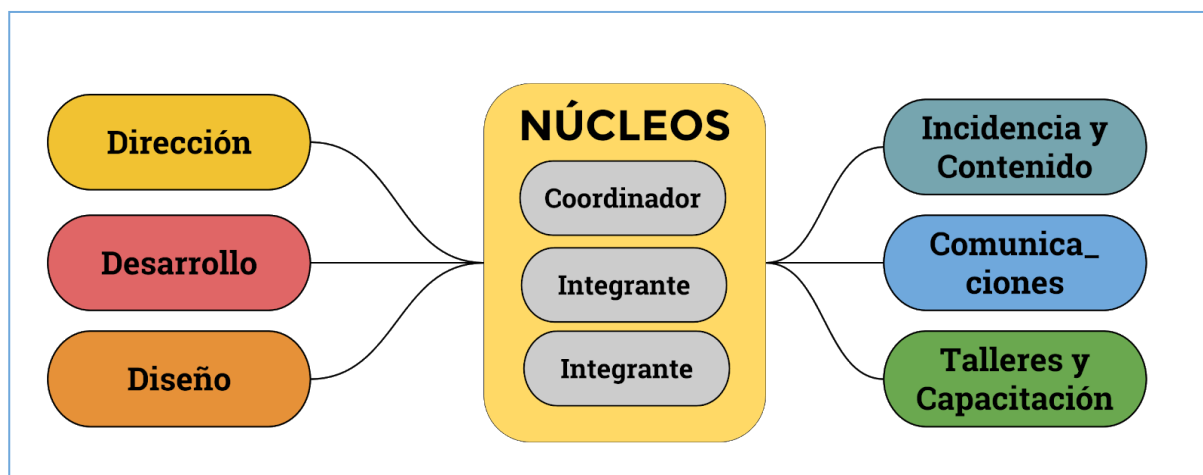 Dirección
Desarrollo
Diseño
NÚCLEOS
Coordinador
Integrante
Integrante
Incidencia y
Contenido
Comunica_
ciones
Talleres y
Capacitación